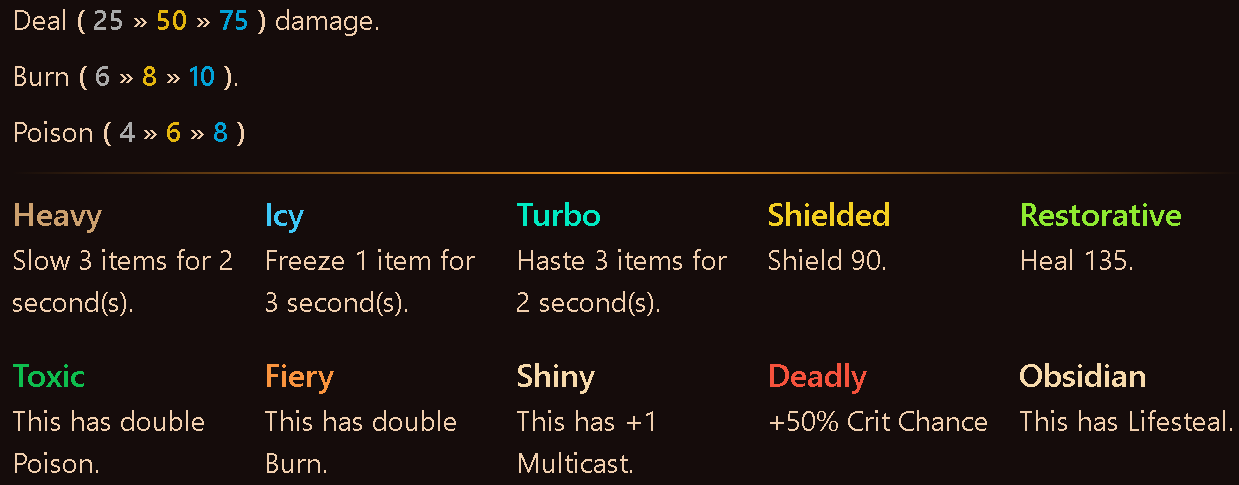 Deal ( 25 » 50 » 75 ) damage.
Burn ( 6 » 8 » 10 ).
Poison ( 4 » 6 » 8 )
Heavy
Slow 3 items for 2
second(s).
Icy
Freeze 1 item for
3 second(s).
Turbo
Haste 3 items for
2 second(s).
Shielded
Shield 90.
Restorative
Heal 135.
Toxic
This has double
Poison.
Fiery
This has double
Burn.
Shiny
This has +1
Multicast.
Deadly
+50% Crit Chance
Obsidian
This has Lifesteal.